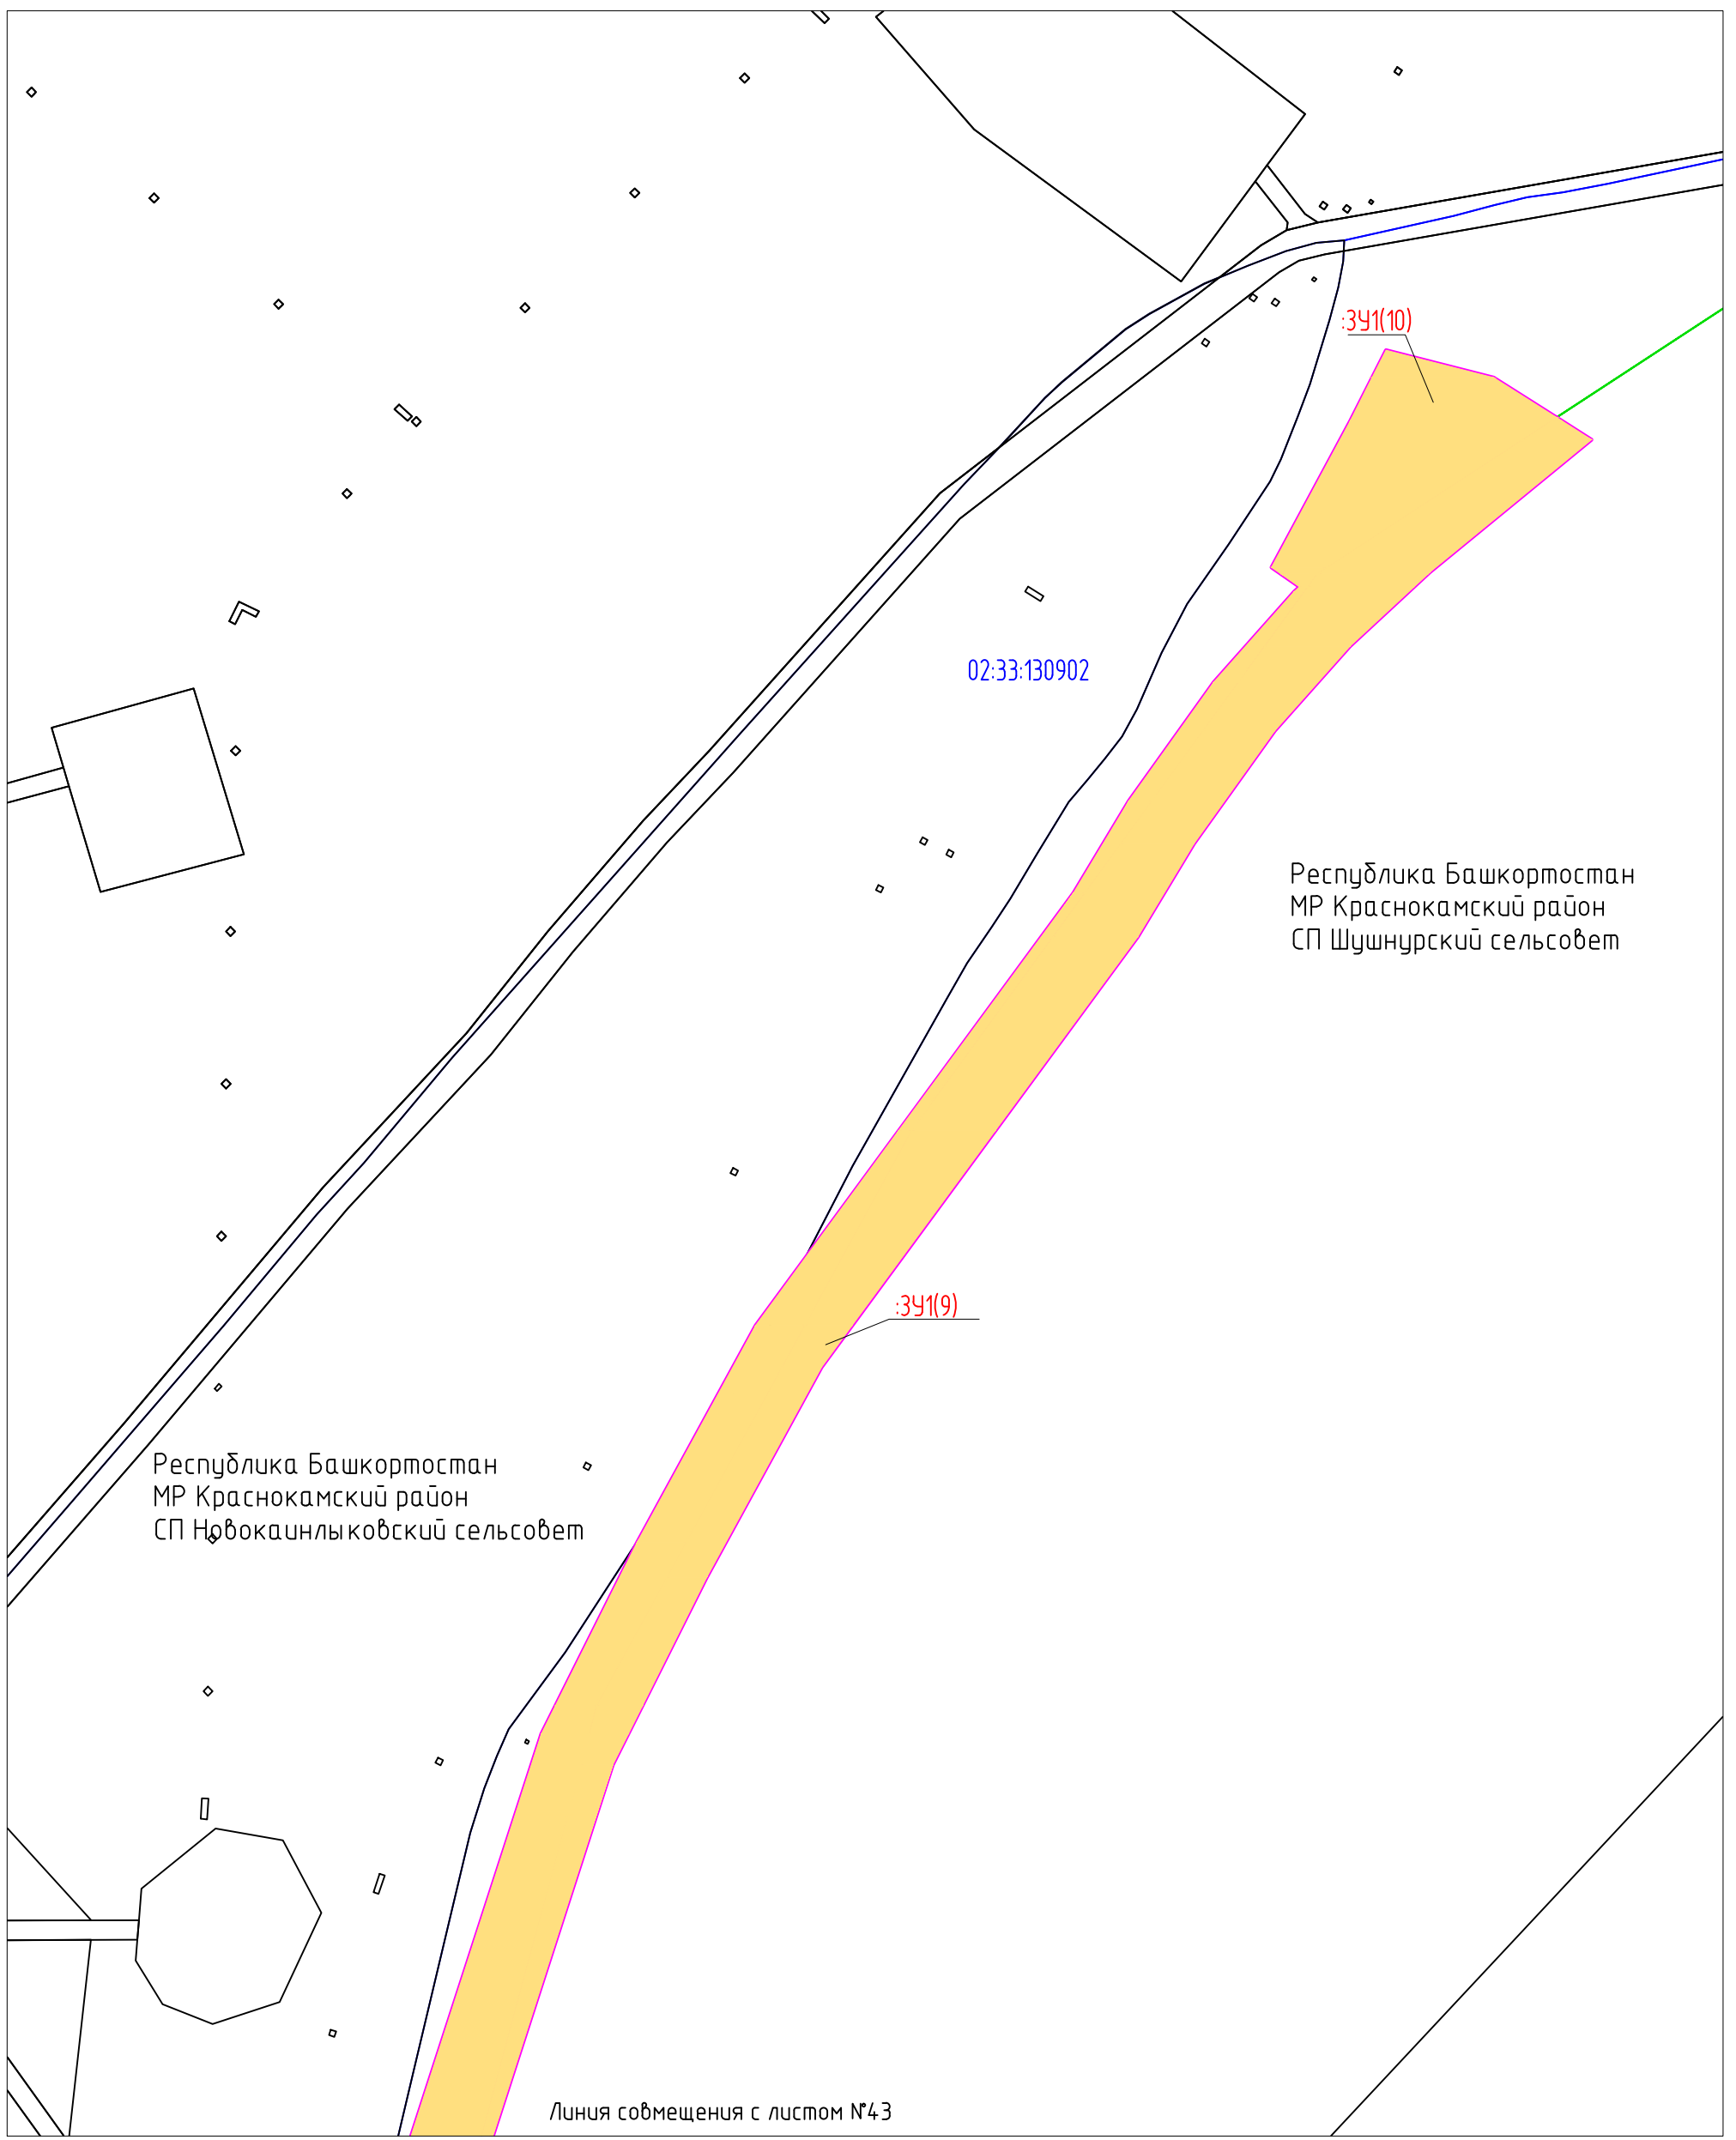 :ЗУ1(10)
02:33:130902
Республика Башкортостан
МР Краснокамский район
СП Шушнурский сельсовет
:ЗУ1(9)
Республика Башкортостан
МР Краснокамский район
СП Новокаинлыковский сельсовет
Линия совмещения с листом №43